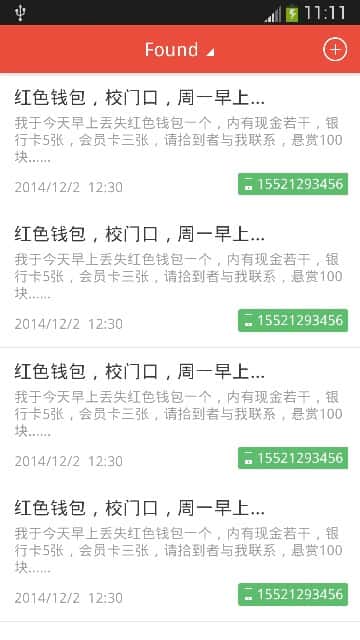 11:11
Found
红色钱包，校门口，周一早上...
我于今天早上丢失红色钱包一个，内有现金若干，银
行卡5张，会员卡三张，请拾到者与我联系，悬赏100
块......
2014/12/2 12:30
15521293456
红色钱包，校门口，周一早上...
我于今天早上丢失红色钱包一个，内有现金若干，银
行卡5张，会员卡三张，请拾到者与我联系，悬赏100
块......
2014/12/2 12:30
15521293456
红色钱包，校门口，周一早上...
我于今天早上丢失红色钱包一个，内有现金若干，银
行卡5张，会员卡三张，请拾到者与我联系，悬赏100
块......
2014/12/2 12:30
15521293456
红色钱包，校门口，周一早上...
我于今天早上丢失红色钱包一个，内有现金若干，银
行卡5张，会员卡三张，请拾到者与我联系，悬赏100
块......
2014/12/2 12:30
15521293456